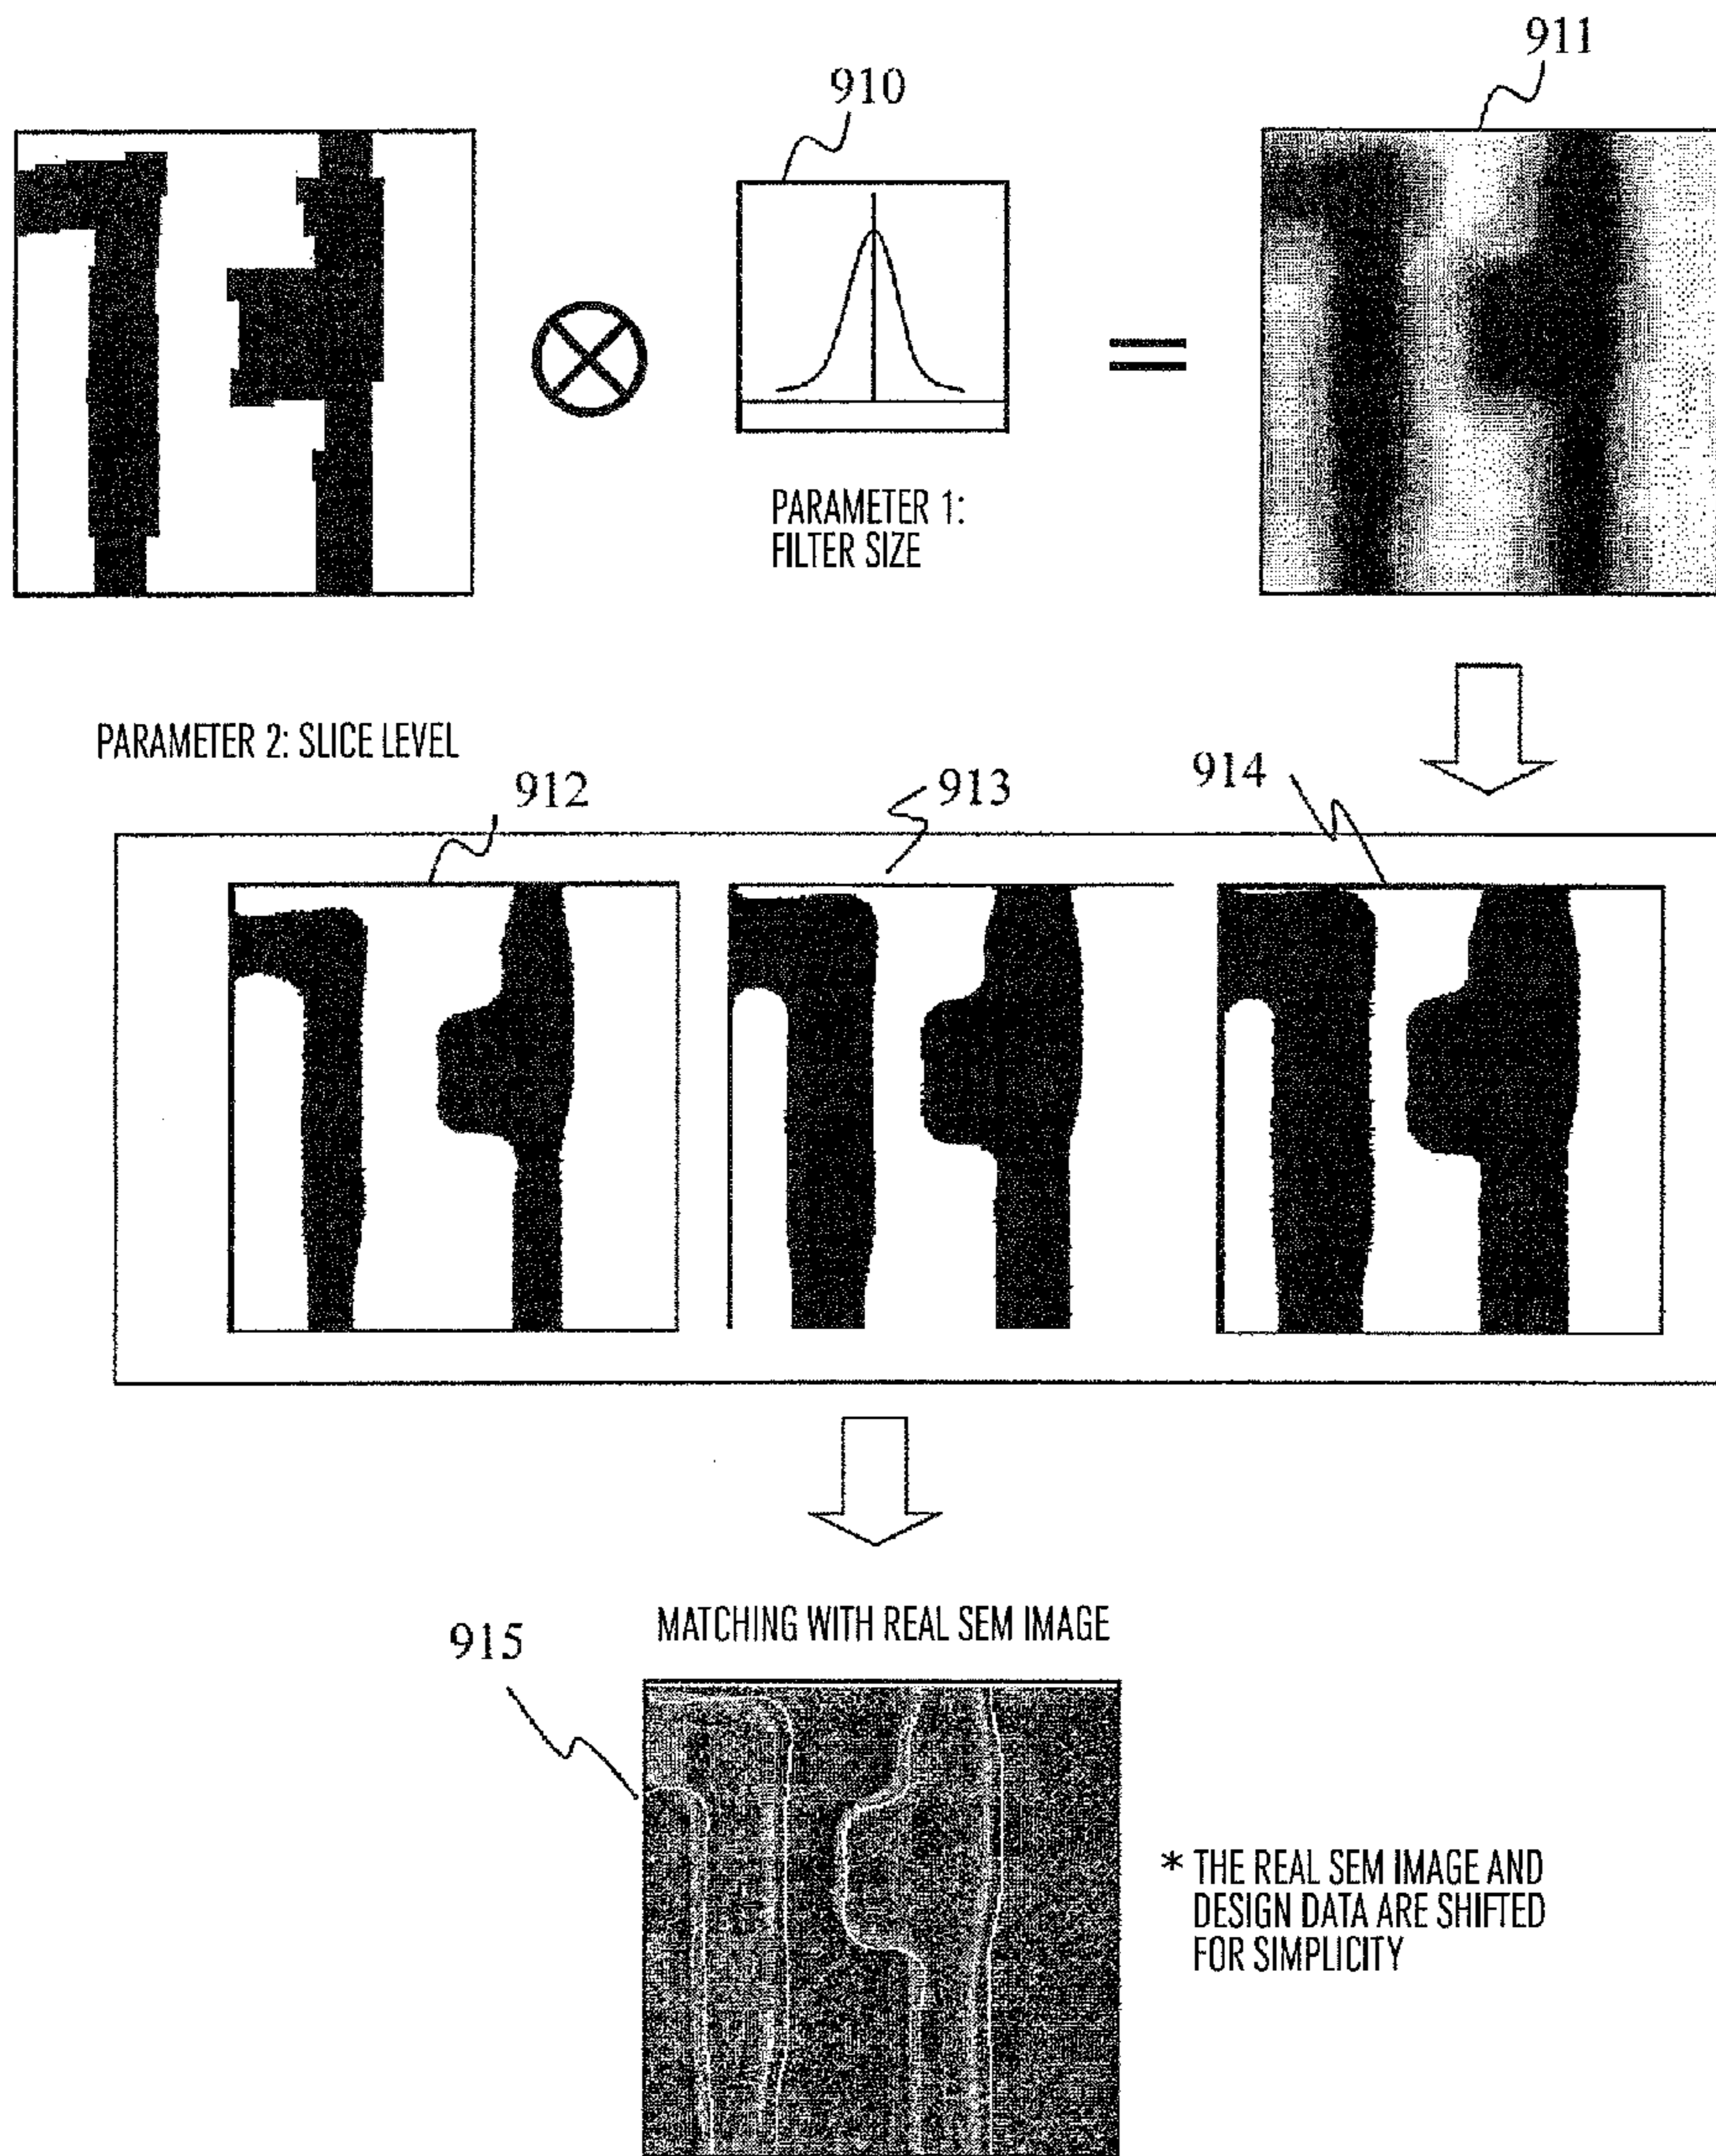 911
910
PARAMETER 1:
FILTER SIZE
PARAMETER 2: SLICE LEVEL
912
913
914
MATCHING WITH REAL SEM IMAGE
915
* THE REAL SEM IMAGE AND
DESIGN DATA ARE SHIFTED
FOR SIMPLICITY